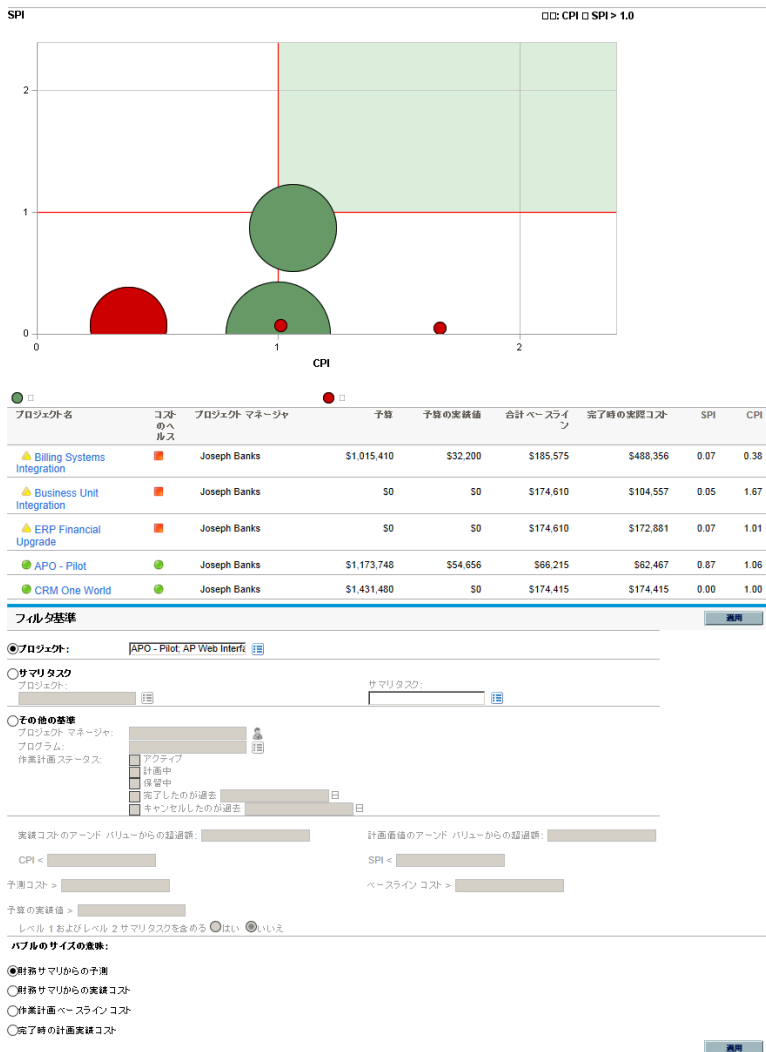 SPI
□□: CPI □ SPI > 1.0
2
1
0
0
1
2
CPI
□
□
プロジェクト名 コストのヘルス プロジェクト マネージャ 予算 予算の実績値 合計 ベースライン 完了時の実際コスト SPI CPI
Billing Systems Integration Joseph Banks $1,015,410 $32,200 $185,575 $488,356 0.07 0.38
Business Unit Integration Joseph Banks $0 $0 $174,610 $104,557 0.05 1.67
ERP Financial Upgrade Joseph Banks $0 $0 $174,610 $172,881 0.07 1.01
APO - Pilot Joseph Banks $1,173,748 $54,656 $66,215 $62,467 0.87 1.06
CRM One World Joseph Banks $1,431,480 $0 $174,415 $174,415 0.00 1.00
フィルタ基準 適用
プロジェクト: APO - Pilot; AP Web Interfa
サマリ タスク
プロジェクト: サマリ タスク:
その他の基準
プロジェクト マネージャ:
プログラム:
作業計画 ステータス: アクティブ
計画中
保留中
完了したのが過去 日
キャンセルしたのが過去 日
実績コストのアーンド バリューからの超過額: 計画価値のアーンド バリューからの超過額:
CPI < SPI <
予測コスト > ベースライン コスト >
予算の実績値 >
レベル 1 およびレベル 2 サマリタスクを含める はい いいえ
バブルのサイズの意味:
財務サマリからの予測
財務サマリからの実績コスト
作業計画 ベースライン コスト
完了時の計画実績コスト
適用